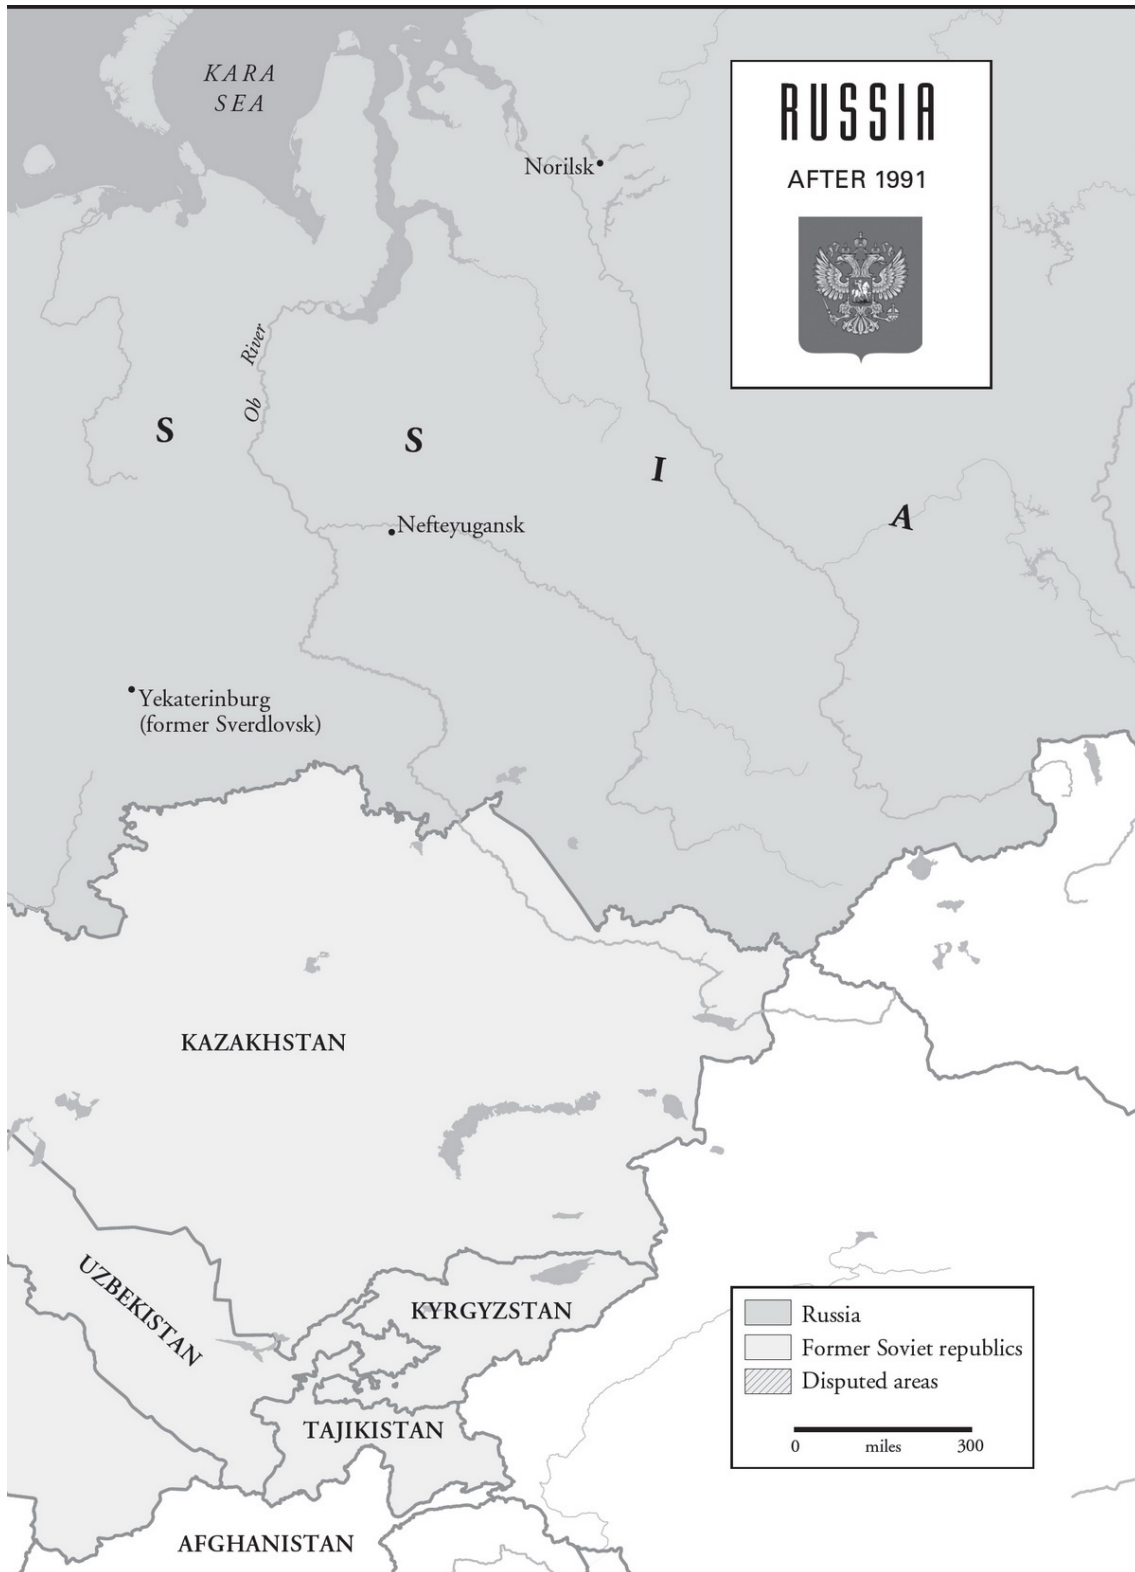 KARA
SEA
RUSSIA
AFTER 1991
Norilsk
Ob River
S S I A
Nefteyugansk
Yekaterinburg
(former Sverdlovsk)
KAZAKHSTAN
UZBEKISTAN
KYRGYZSTAN
TAJIKISTAN
AFGHANISTAN
Russia
Former Soviet republics
Disputed areas
0 miles 300